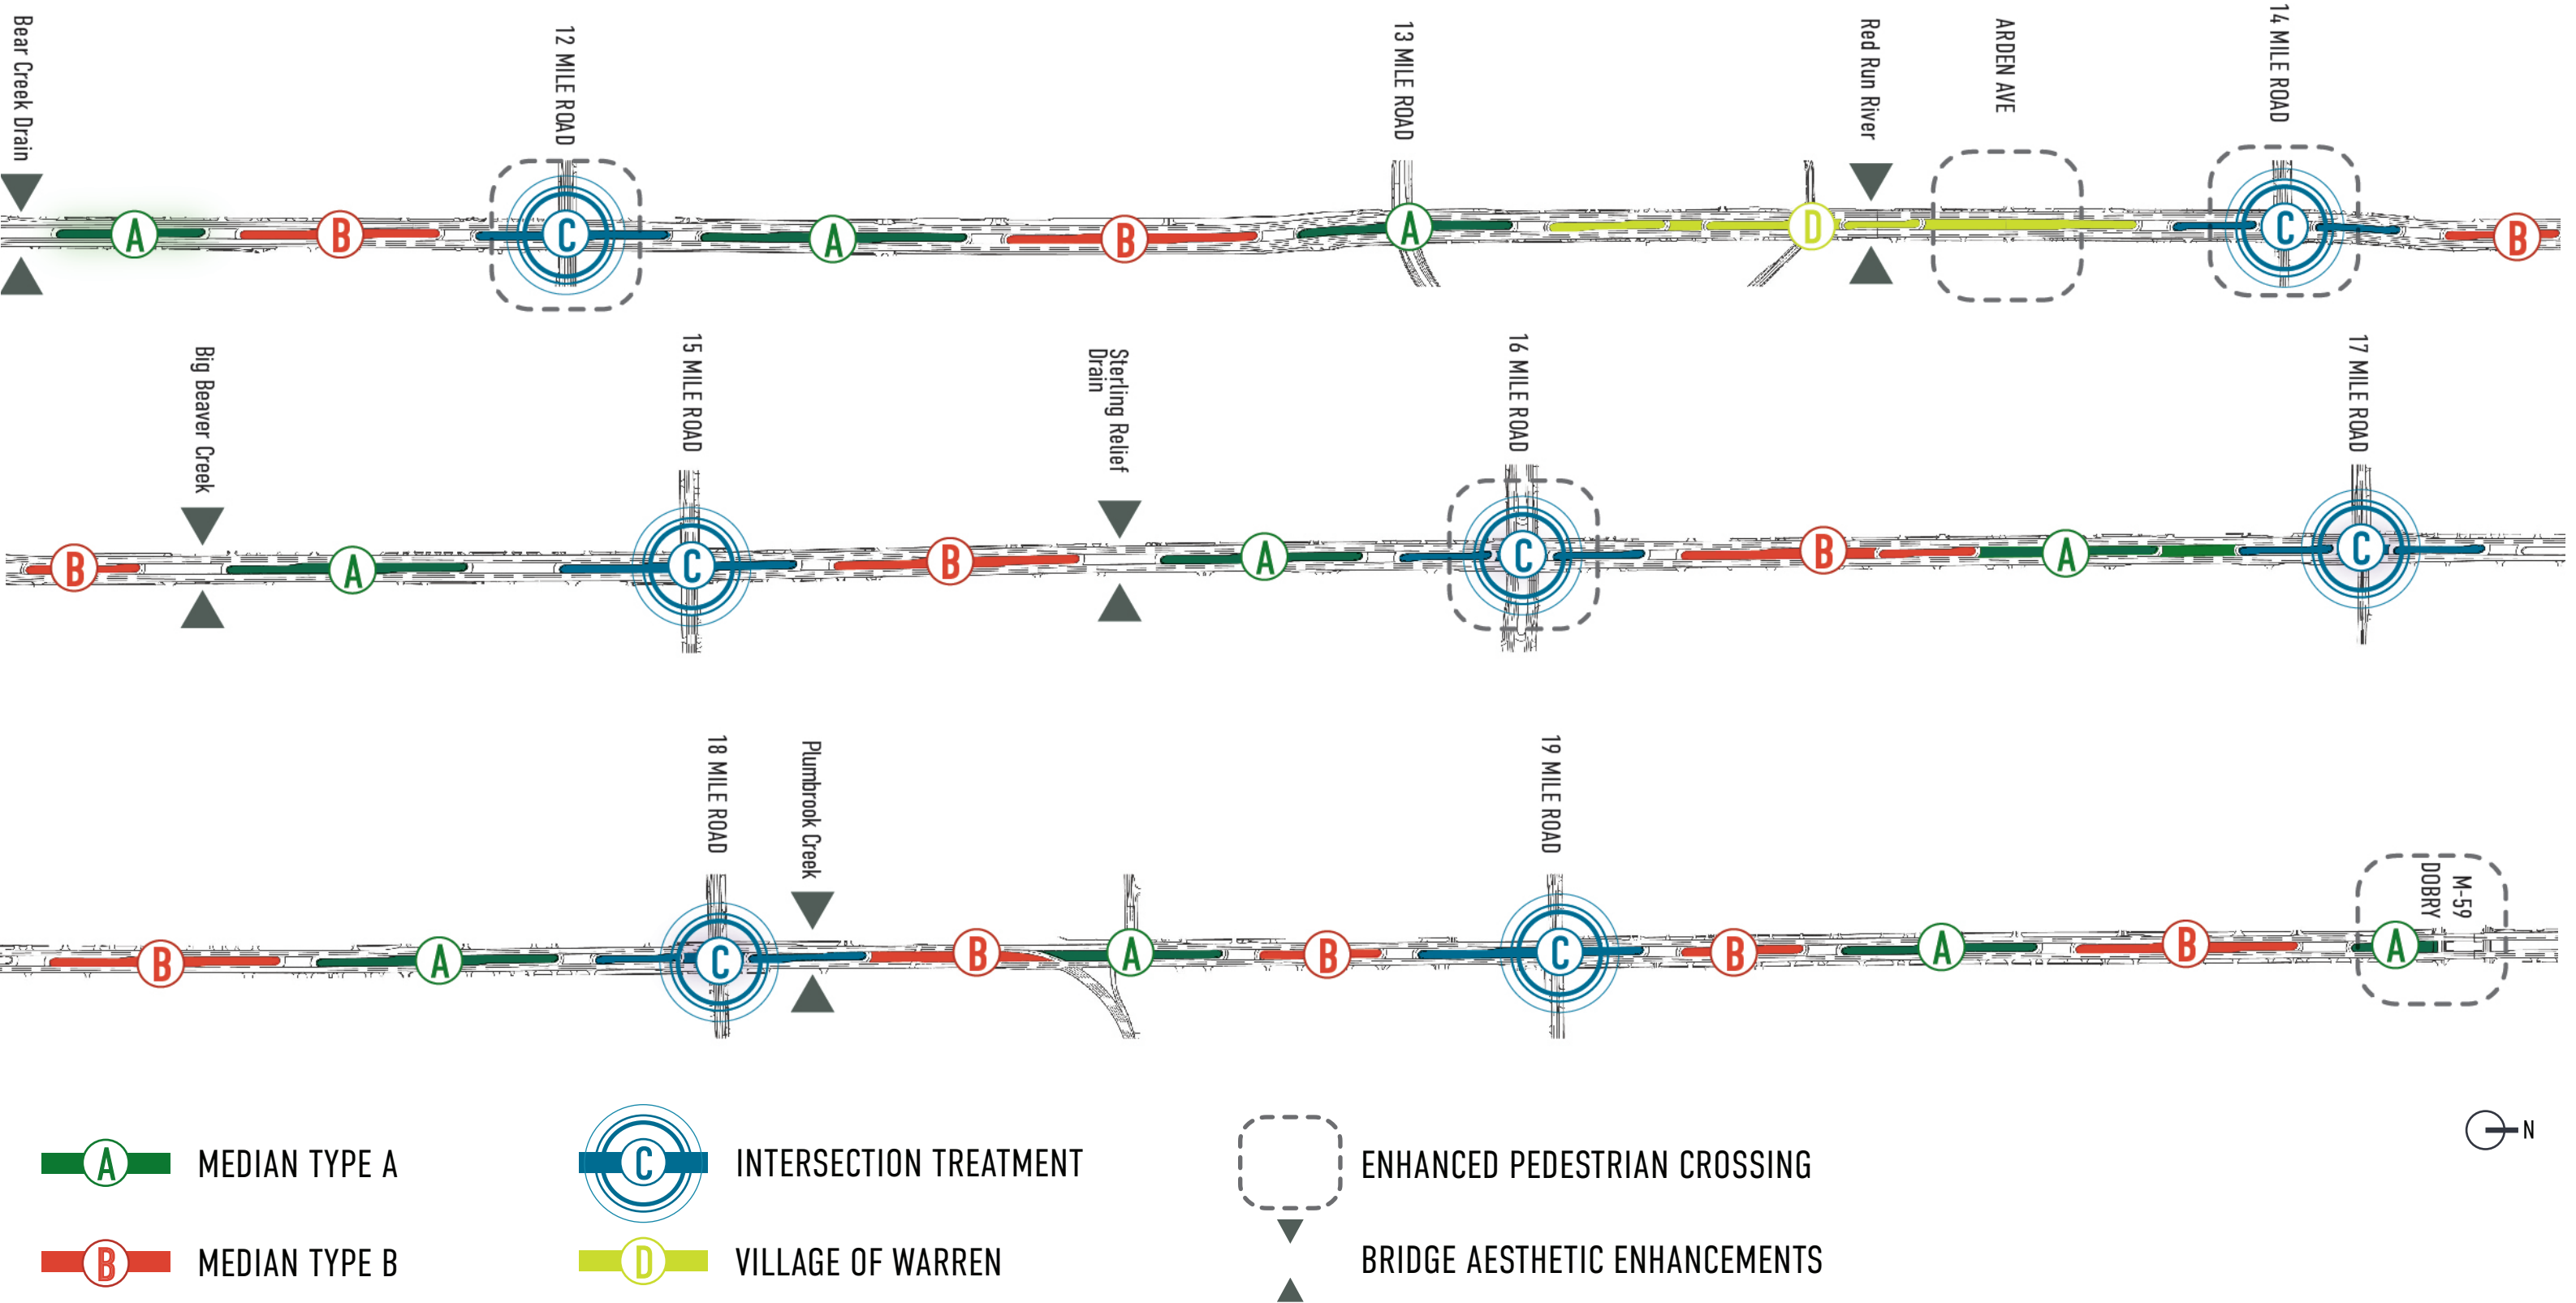 Bear Creek Drain
12 MILE ROAD
13 MILE ROAD
Red Run River
ARDEN AVE
14 MILE ROAD
A
B
C
A
B
A
D
C
B
Big Beaver Creek
15 MILE ROAD
Sterling Relief
Drain
16 MILE ROAD
17 MILE ROAD
B
A
C
B
A
C
B
A
C
18 MILE ROAD
Plumbrook Creek
19 MILE ROAD
M-59
DOBRY
B
A
C
B
A
B
C
B
A
B
A
A MEDIAN TYPE A
B MEDIAN TYPE B
C INTERSECTION TREATMENT
D VILLAGE OF WARREN
ENHANCED PEDESTRIAN CROSSING
BRIDGE AESTHETIC ENHANCEMENTS
N